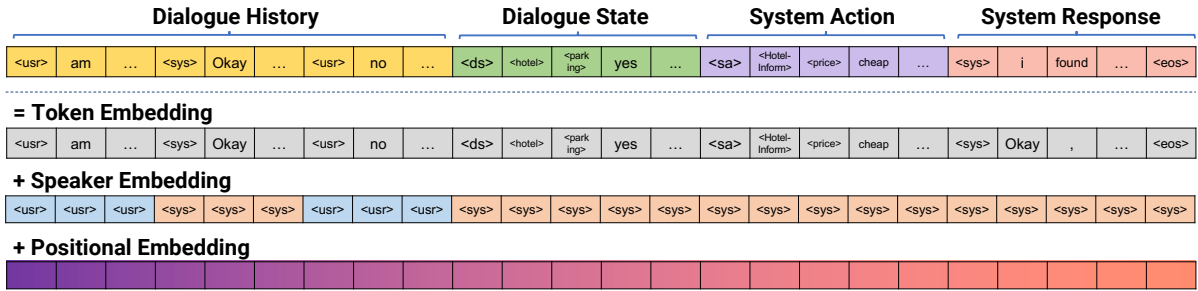 Dialogue History Dialogue State System Action System Response
<usr> am … <sys> Okay … <usr> no … <ds> <hotel> <parking> yes … <sa> <Hotel-Inform> <price> cheap … <sys> i found … <eos>
= Token Embedding
<usr> am … <sys> Okay … <usr> no … <ds> <hotel> <parking> yes … <sa> <Hotel-Inform> <price> cheap … <sys> Okay , … <eos>
+ Speaker Embedding
<usr> <usr> <usr> <sys> <sys> <sys> <usr> <usr> <usr> <sys> <sys> <sys> <sys> <sys> <sys> <sys> <sys> <sys> <sys> <sys> <sys> <sys> <sys> <sys>
+ Positional Embedding